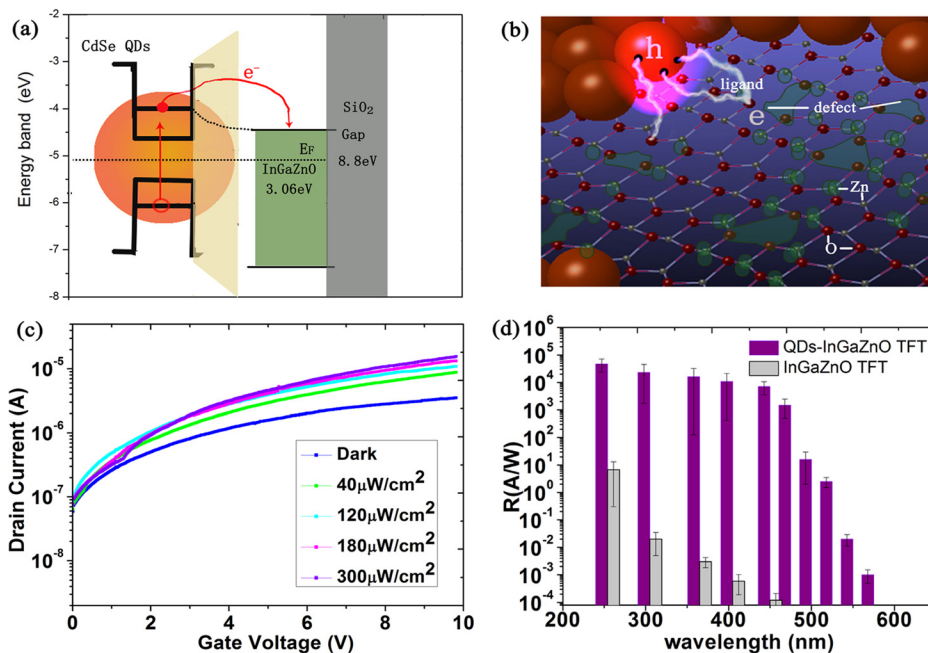 (a)
CdSe QDs
e⁻
SiO₂
Gap
8.8eV
E_F
InGaZnO
3.06eV
Energy band (eV)
-2
-3
-4
-5
-6
-7
-8
(b)
h
ligand
e
defect
Zn
O
(c)
Drain Current (A)
10⁻⁵
10⁻⁶
10⁻⁷
10⁻⁸
Dark
40μW/cm²
120μW/cm²
180μW/cm²
300μW/cm²
0 2 4 6 8 10
Gate Voltage (V)
(d)
R(A/W)
10⁶
10⁵
10⁴
10³
10²
10¹
10⁰
10⁻¹
10⁻²
10⁻³
10⁻⁴
QDs-InGaZnO TFT
InGaZnO TFT
200 300 400 500 600
wavelength (nm)